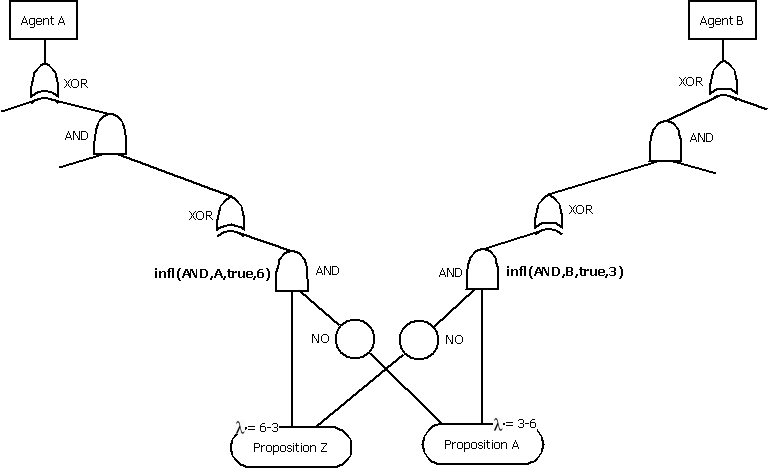 Agent A
Agent B
XOR
XOR
AND
AND
XOR
XOR
AND
AND
infl(AND,A,true,6)
infl(AND,B,true,3)
NO
NO
λ·= 6-3
λ·= 3-6
Proposition Z
Proposition A